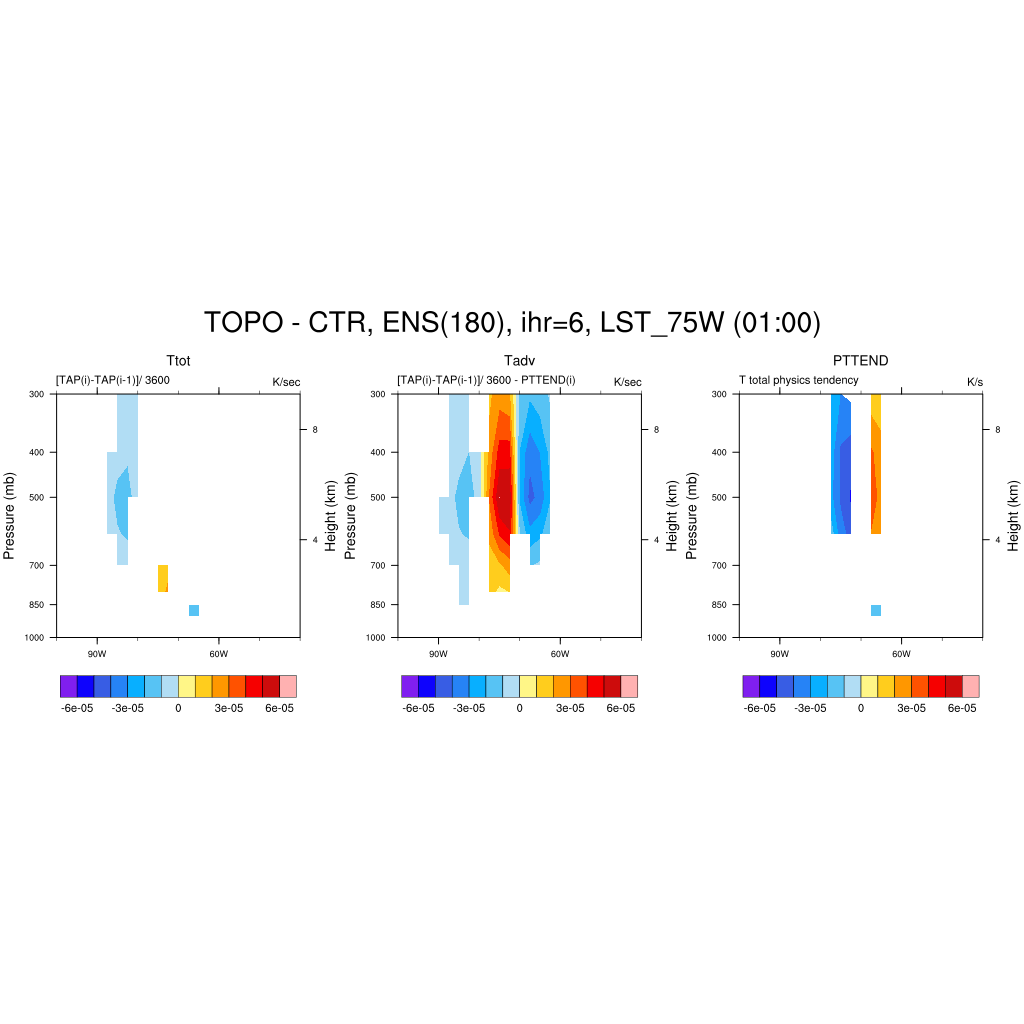 TOPO - CTR, ENS(180), ihr=6, LST_75W (01:00)
Ttot
[TAP(i)-TAP(i-1)]/ 3600 K/sec
300
400
500
700
850
1000
Pressure (mb)
8
4
Height (km)
90W 60W
-6e-05 -3e-05 0 3e-05 6e-05
Tadv
[TAP(i)-TAP(i-1)]/ 3600 - PTTEND(i) K/sec
300
400
500
700
850
1000
Pressure (mb)
8
4
Height (km)
90W 60W
-6e-05 -3e-05 0 3e-05 6e-05
PTTEND
T total physics tendency K/s
300
400
500
700
850
1000
Pressure (mb)
8
4
Height (km)
90W 60W
-6e-05 -3e-05 0 3e-05 6e-05